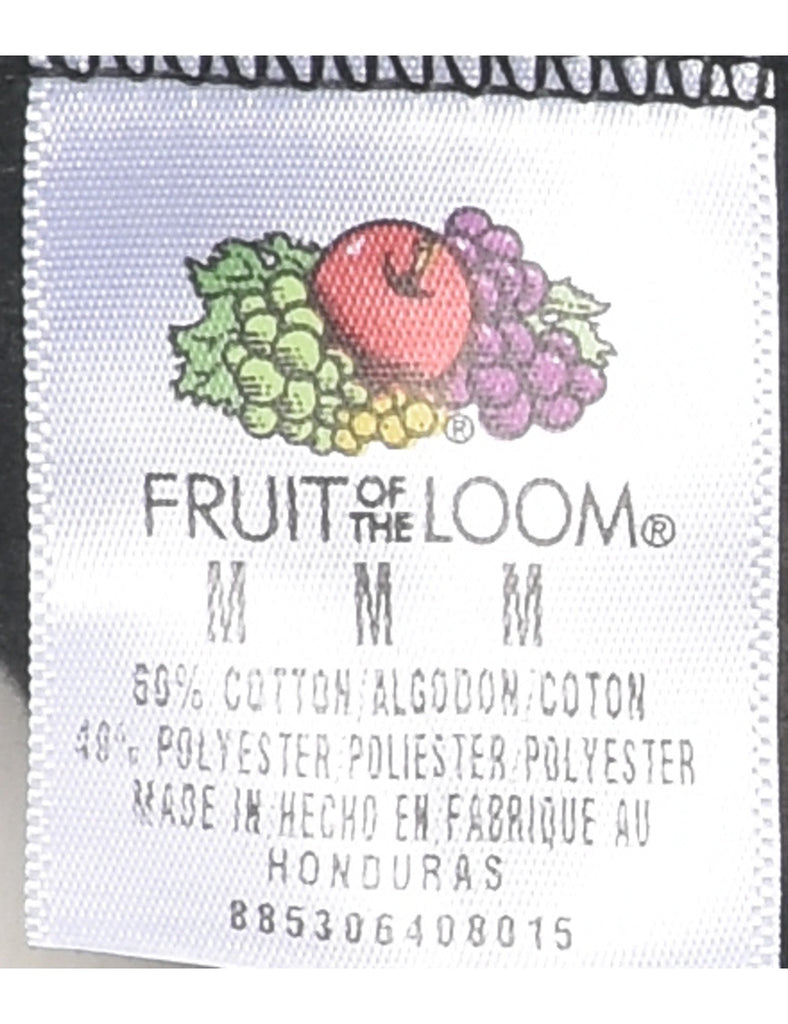 ®
FRUIT OF THE LOOM®
M M M
60% COTTON/ALGODON/COTON
40% POLYESTER/POLIESTER/POLYESTER
MADE IN/HECHO EN/FABRIQUE AU
HONDURAS
885306408015